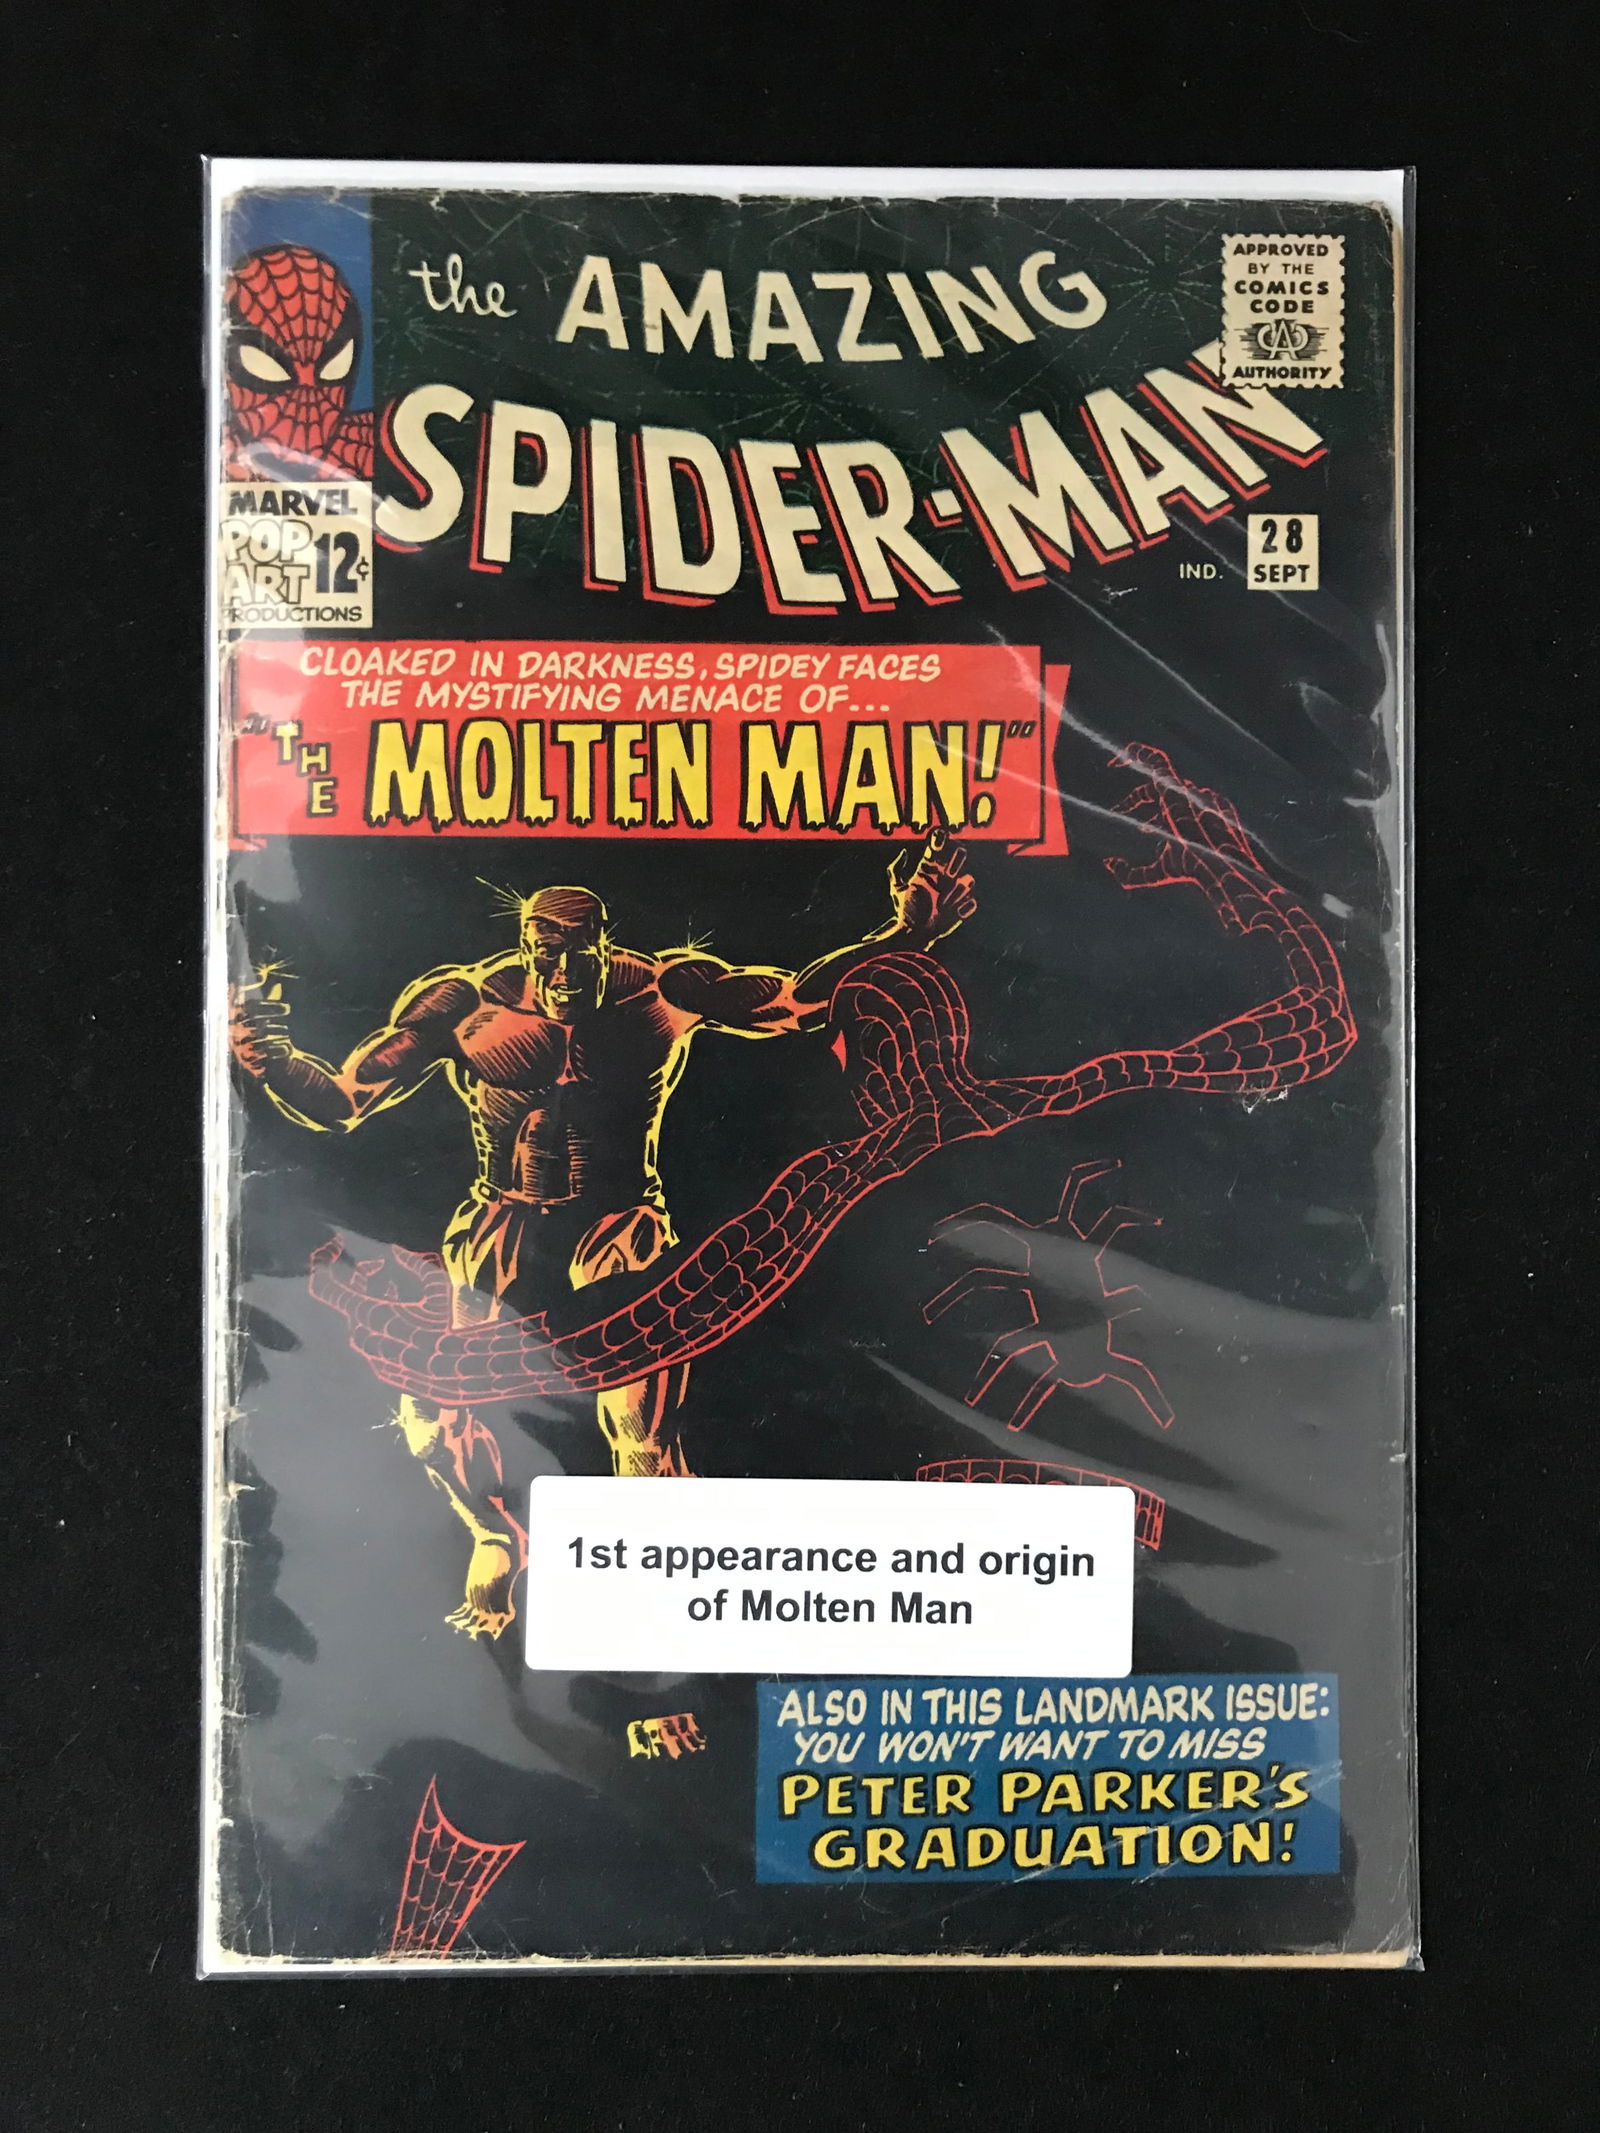 the AMAZING
SPIDER-MAN
APPROVED
BY THE
COMICS
CODE
CA
AUTHORITY
MARVEL
POP
ART
12¢
PRODUCTIONS
IND.
28
SEPT
CLOAKED IN DARKNESS, SPIDEY FACES
THE MYSTIFYING MENACE OF...
"THE MOLTEN MAN!"
1st appearance and origin
of Molten Man
ALSO IN THIS LANDMARK ISSUE:
YOU WON'T WANT TO MISS
PETER PARKER'S
GRADUATION!